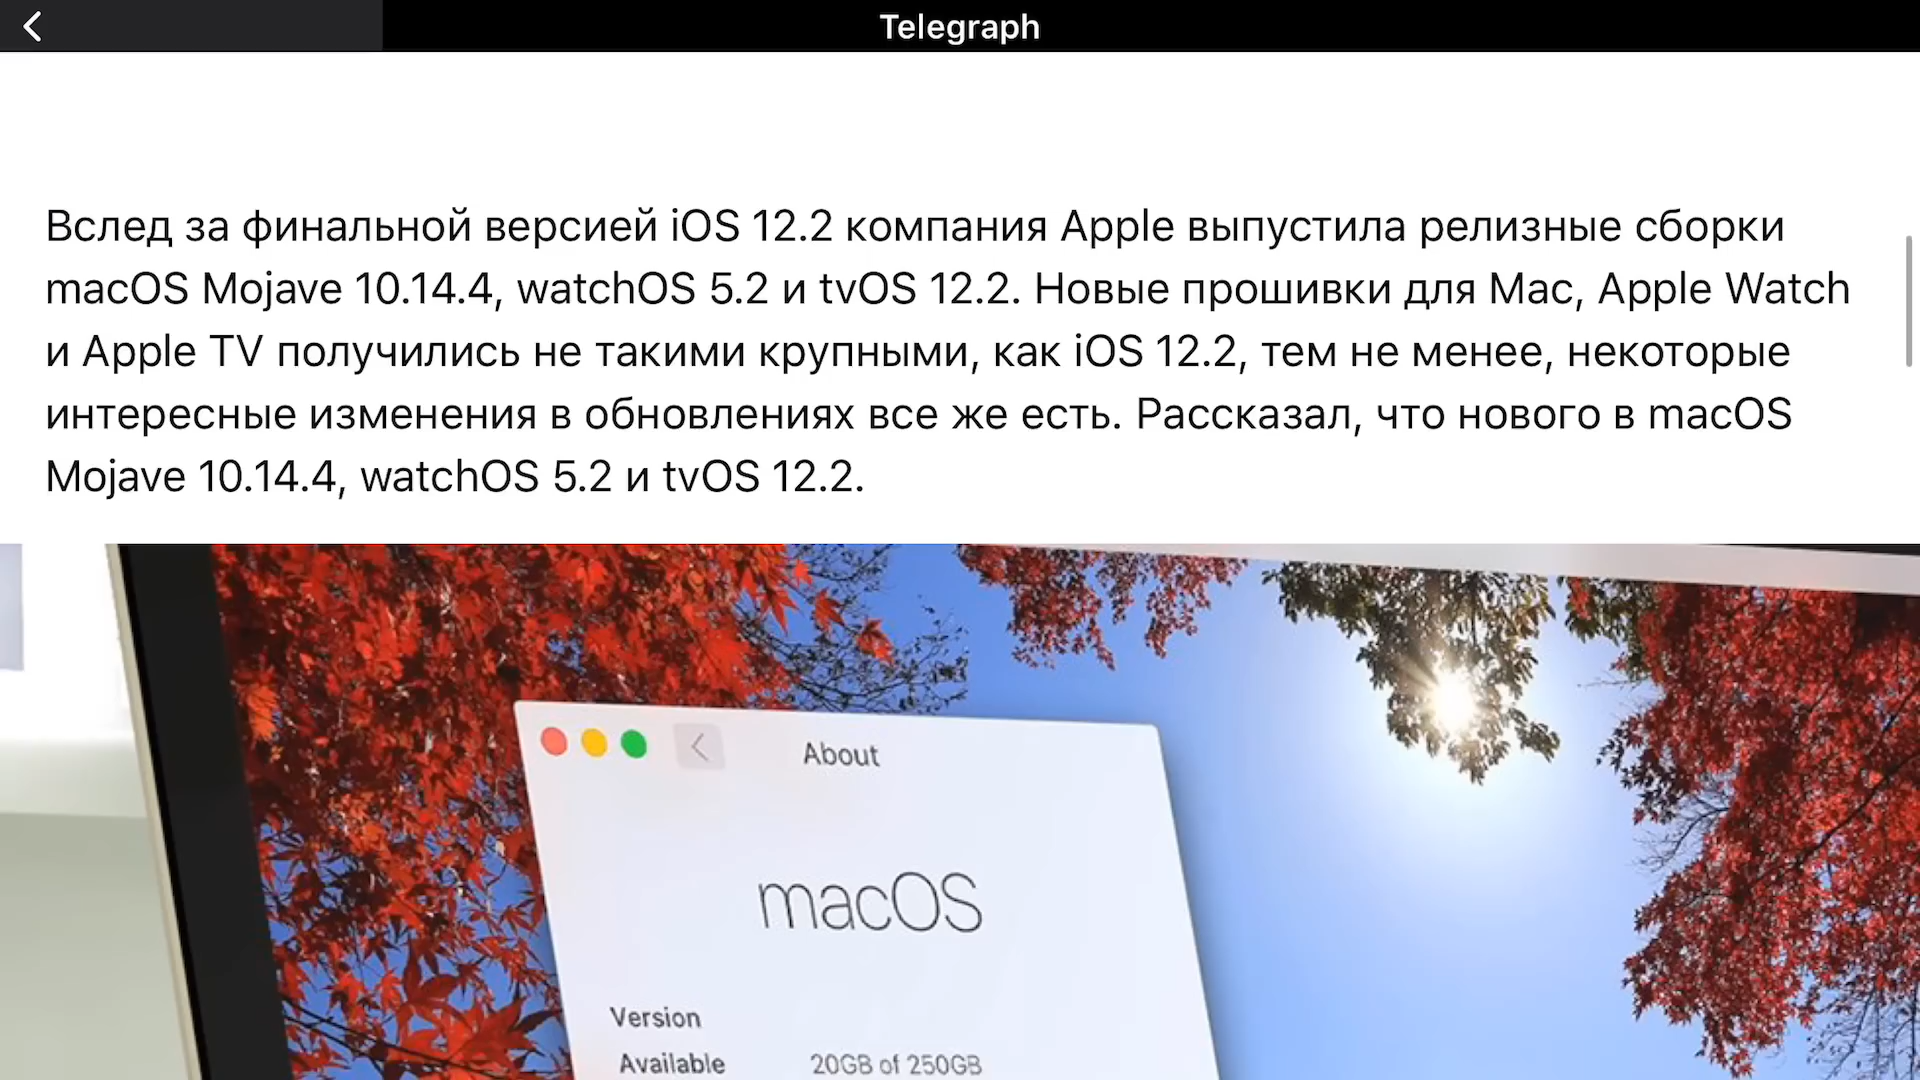 Telegraph
Вслед за финальной версией iOS 12.2 компания Apple выпустила релизные сборки
macOS Mojave 10.14.4, watchOS 5.2 и tvOS 12.2. Новые прошивки для Mac, Apple Watch
и Apple TV получились не такими крупными, как iOS 12.2, тем не менее, некоторые
интересные изменения в обновлениях все же есть. Рассказал, что нового в macOS
Mojave 10.14.4, watchOS 5.2 и tvOS 12.2.
About
macOS
Version
Available 20GB of 250GB